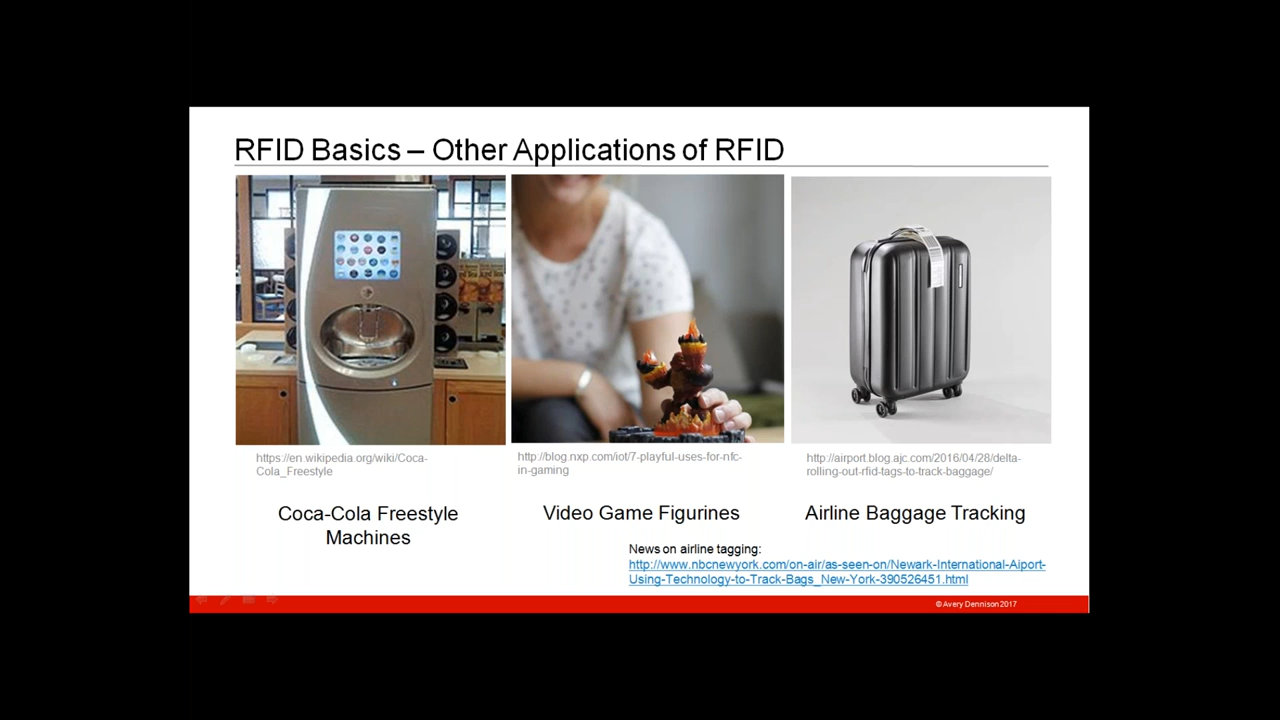 RFID Basics – Other Applications of RFID
https://en.wikipedia.org/wiki/Coca-
Cola_Freestyle
http://blog.nxp.com/iot/7-playful-uses-for-nfc-
in-gaming
http://airport.blog.ajc.com/2016/04/28/delta-
rolling-out-rfid-tags-to-track-baggage/
Coca-Cola Freestyle
Machines
Video Game Figurines
Airline Baggage Tracking
News on airline tagging:
http://www.nbcnewyork.com/on-air/as-seen-on/Newark-International-Aiport-
Using-Technology-to-Track-Bags_New-York-390526451.html
©Avery Dennison 2017